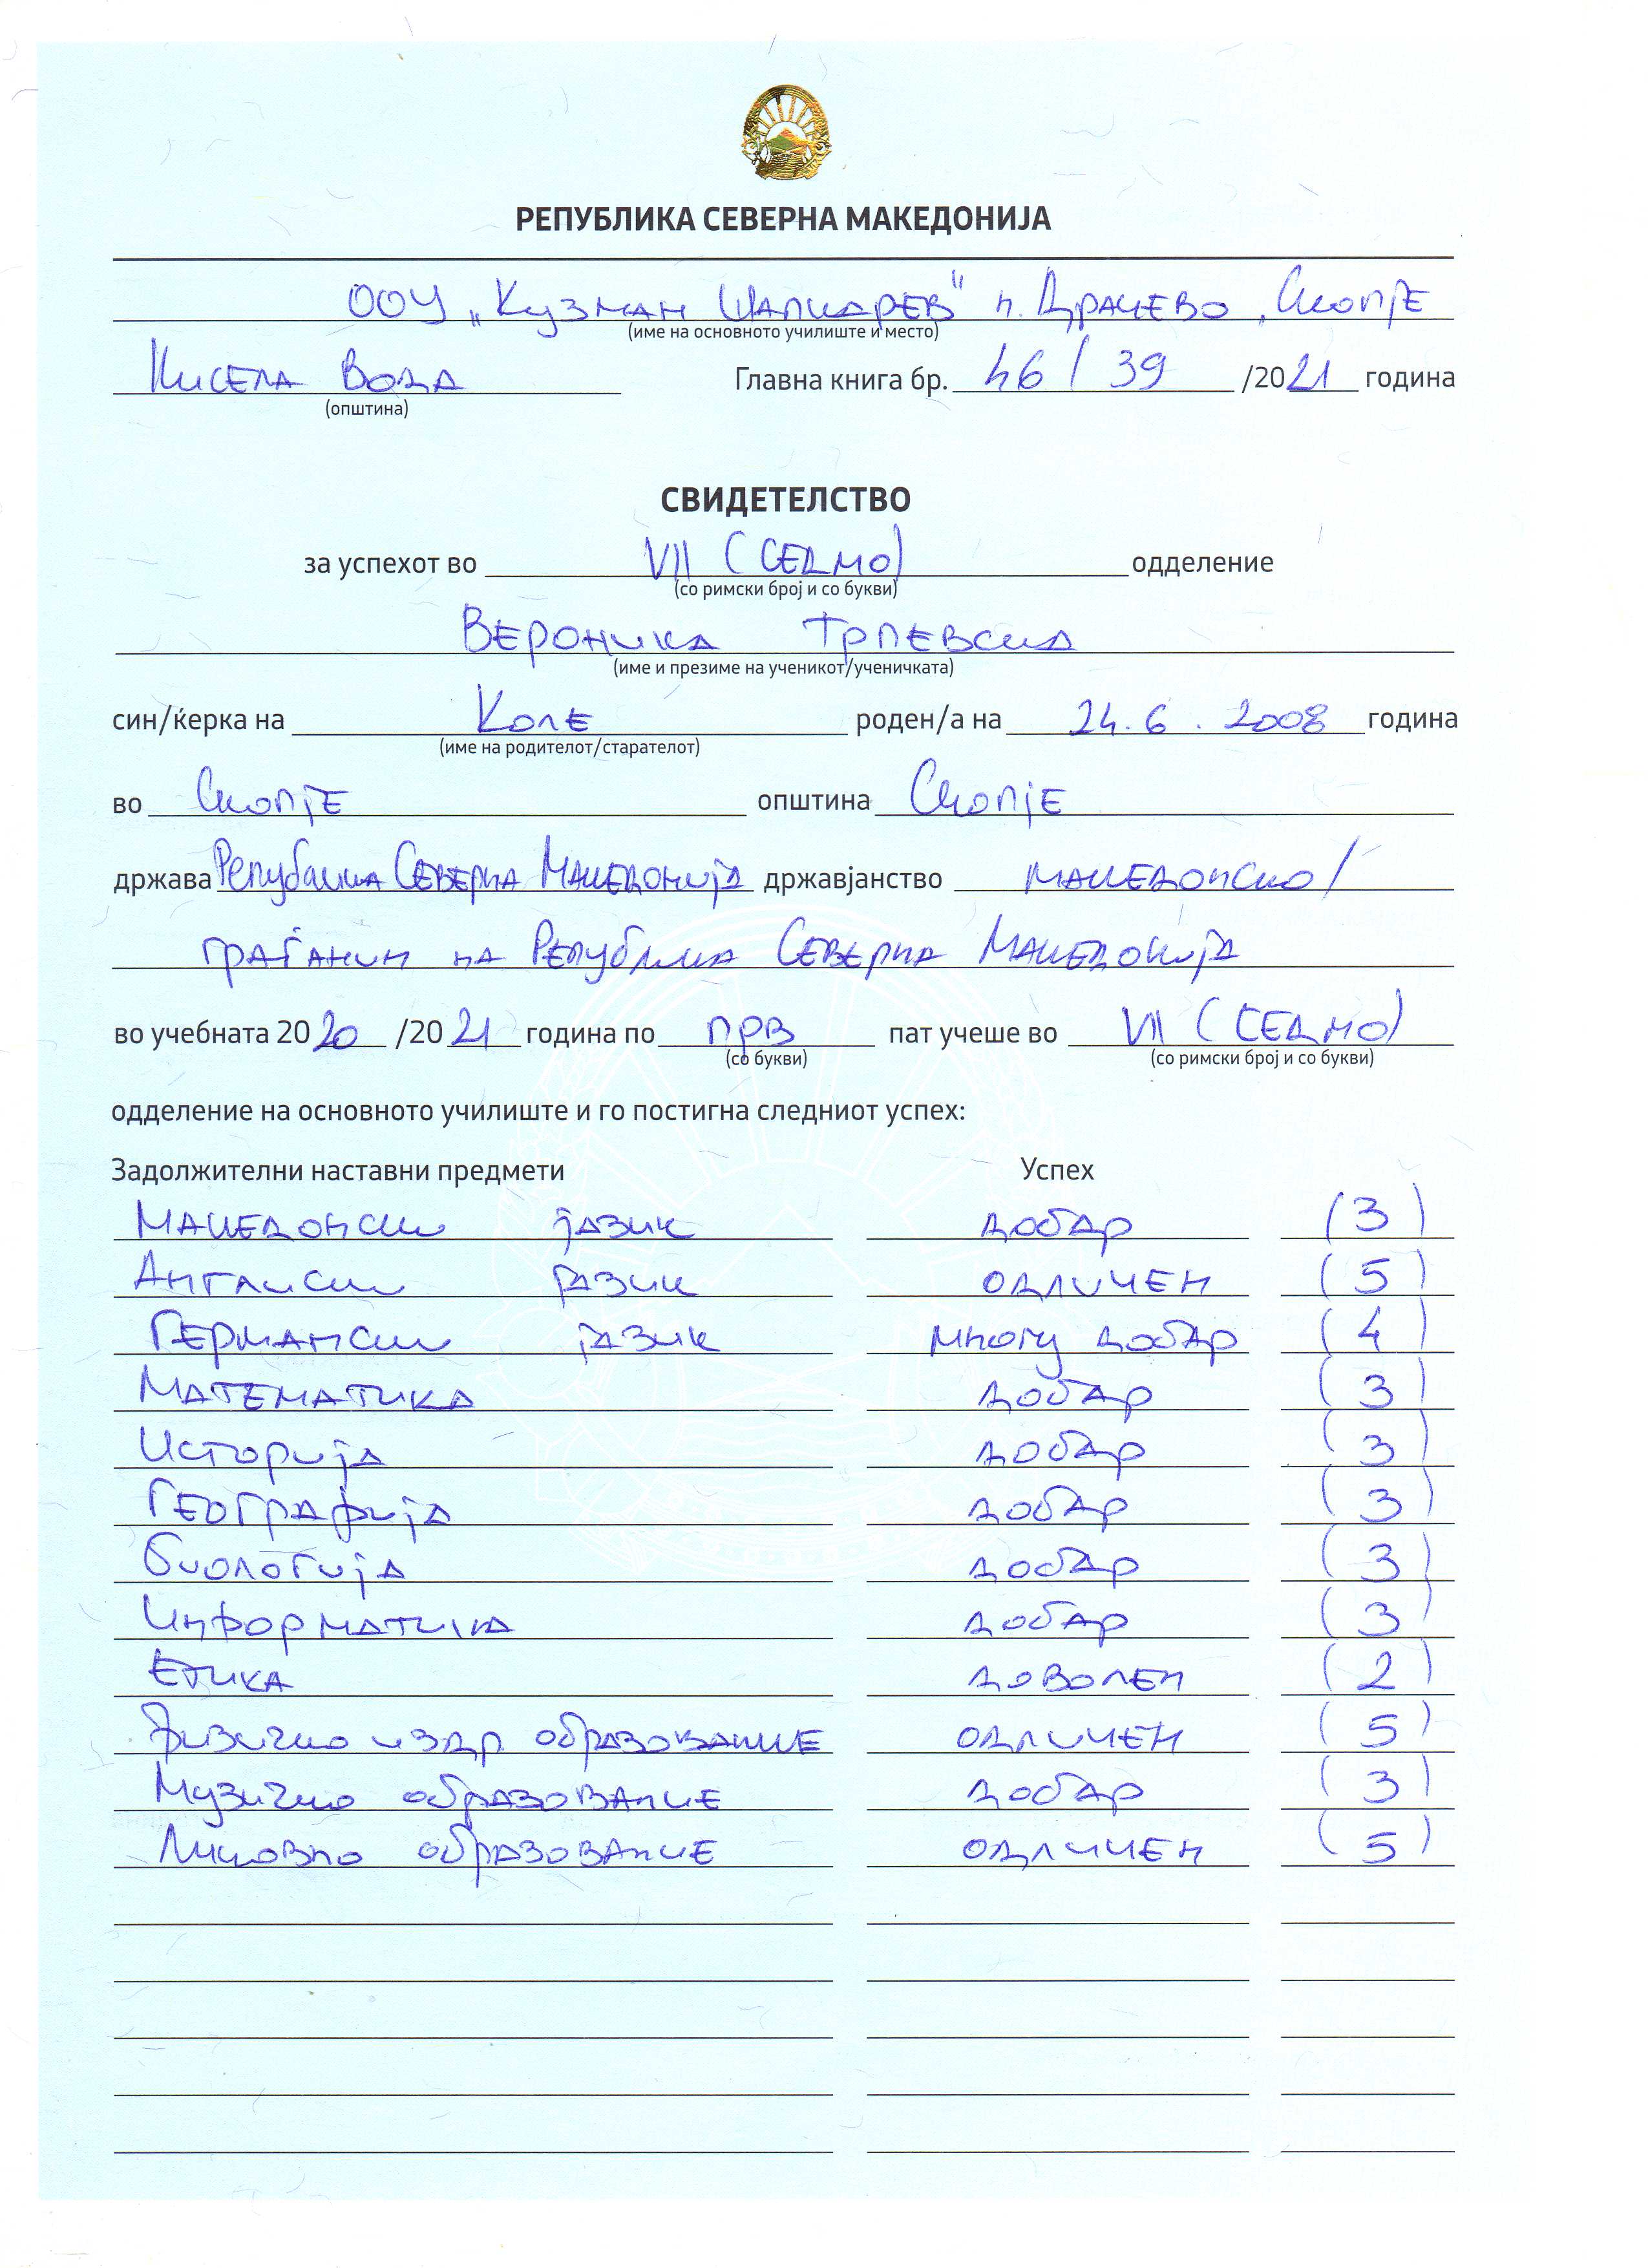 РЕПУБЛИКА СЕВЕРНА МАКЕДОНИЈА
ООУ „Кузман Шапкарев" н. Драчево, Скопје
(име на основното училиште и место)
Кисела Вода Главна книга бр. 46 / 39 /2021 година
(општина)
СВИДЕТЕЛСТВО
за успехот во VII (СЕДМО) одделение
(со римски број и со букви)
Вероника Трпевска
(име и презиме на ученикот/ученичката)
син/ќерка на Коле роден/а на 24.6.2008 година
(име на родителот/старателот)
во Скопје општина Скопје
држава Република Северна Македонија државјанство македонско/
граѓанин на Република Северна Македонија
во учебната 2020 /2021 година по прв пат учеше во VII (СЕДМО)
(со букви) (со римски број и со букви)
одделение на основното училиште и го постигна следниот успех:
Задолжителни наставни предмети Успех
Македонски јазик добар (3)
Англиски јазик одличен (5)
Германски јазик многу добар (4)
Математика добар (3)
Историја добар (3)
Географија добар (3)
Биологија добар (3)
Информатика добар (3)
Етика доволен (2)
Физичко и здр образование одличен (5)
Музичко образование добар (3)
Ликовно образование одличен (5)